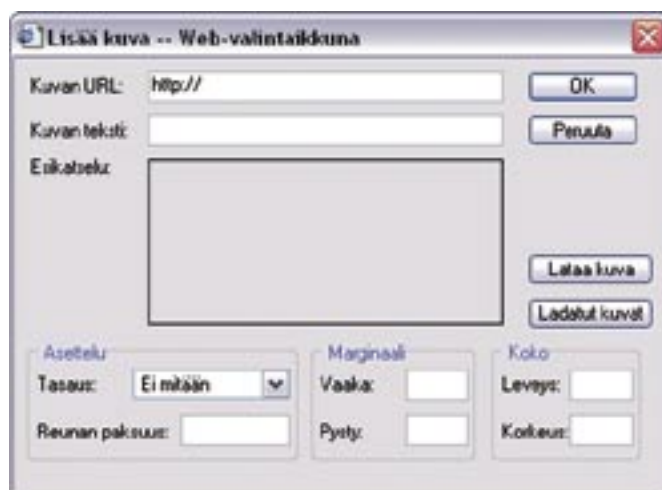 Lisää kuva -- Web-valintaikkuna
Kuvan URL: http:// OK
Kuvan teksti: Peruuta
Esikatselu:
Lataa kuva
Ladatut kuvat
Asettelu Marginaali Koko
Tasaus: Ei mitään Vaaka: Leveys:
Reunan paksuus: Pysty: Korkeus: